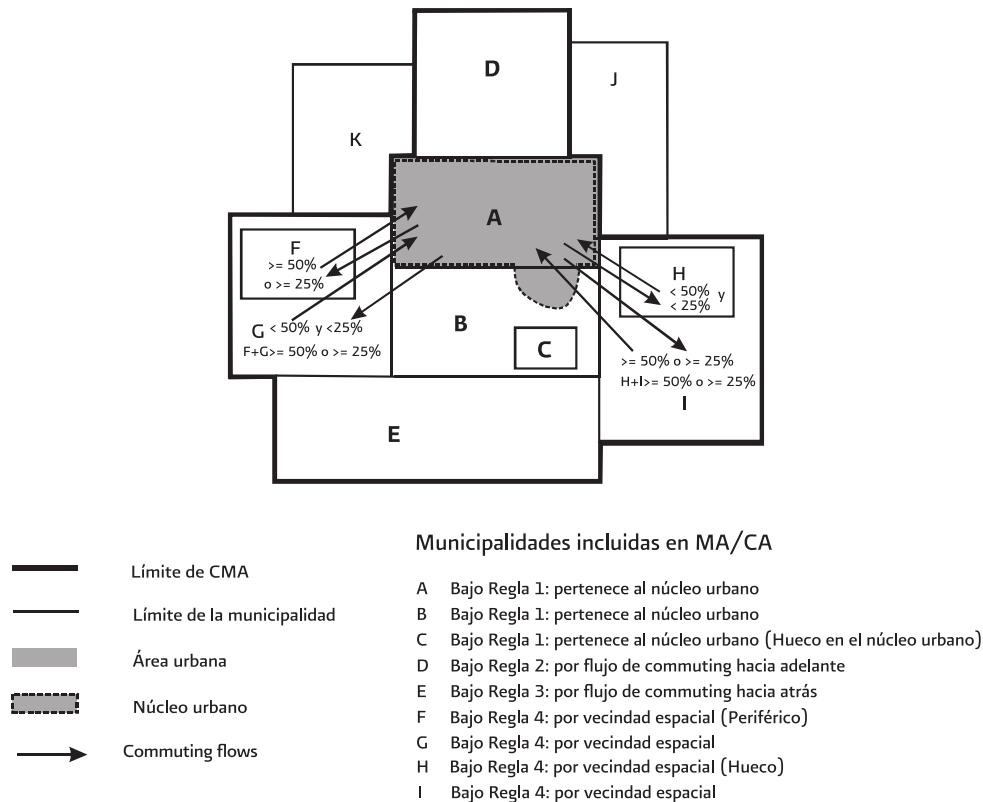 D
J
K
A
F
>= 50%
o >= 25%
H
< 50% y
< 25%
G < 50% y <25%
F+G>= 50% o >= 25%
B
C
>= 50% o >= 25%
H+I>= 50% o >= 25%
I
E
Municipalidades incluidas en MA/CA
Límite de CMA
Límite de la municipalidad
Área urbana
Núcleo urbano
Commuting flows
A Bajo Regla 1: pertenece al núcleo urbano
B Bajo Regla 1: pertenece al núcleo urbano
C Bajo Regla 1: pertenece al núcleo urbano (Hueco en el núcleo urbano)
D Bajo Regla 2: por flujo de commuting hacia adelante
E Bajo Regla 3: por flujo de commuting hacia atrás
F Bajo Regla 4: por vecindad espacial (Periférico)
G Bajo Regla 4: por vecindad espacial
H Bajo Regla 4: por vecindad espacial (Hueco)
I Bajo Regla 4: por vecindad espacial